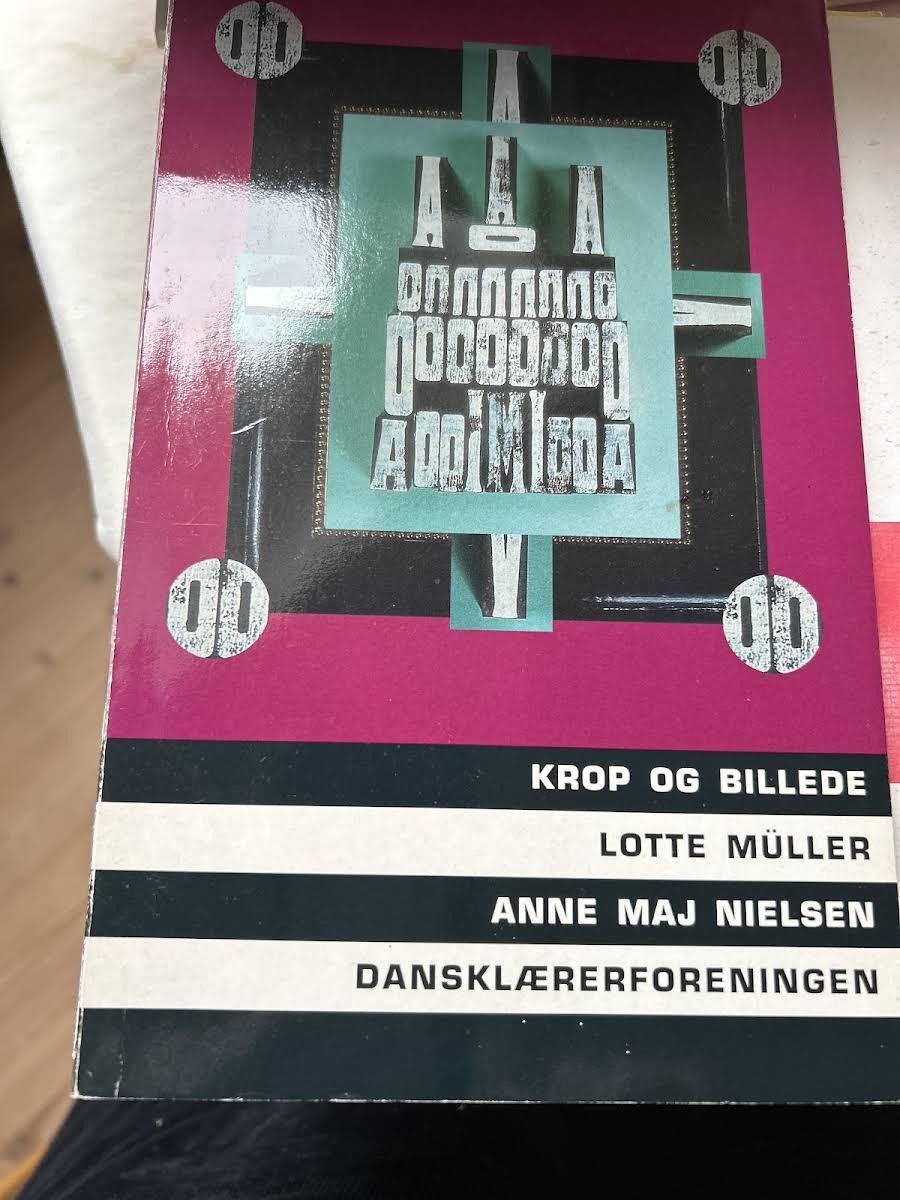 KROP OG BILLEDE
LOTTE MÜLLER
ANNE MAJ NIELSEN
DANSKLÆRERFORENINGEN